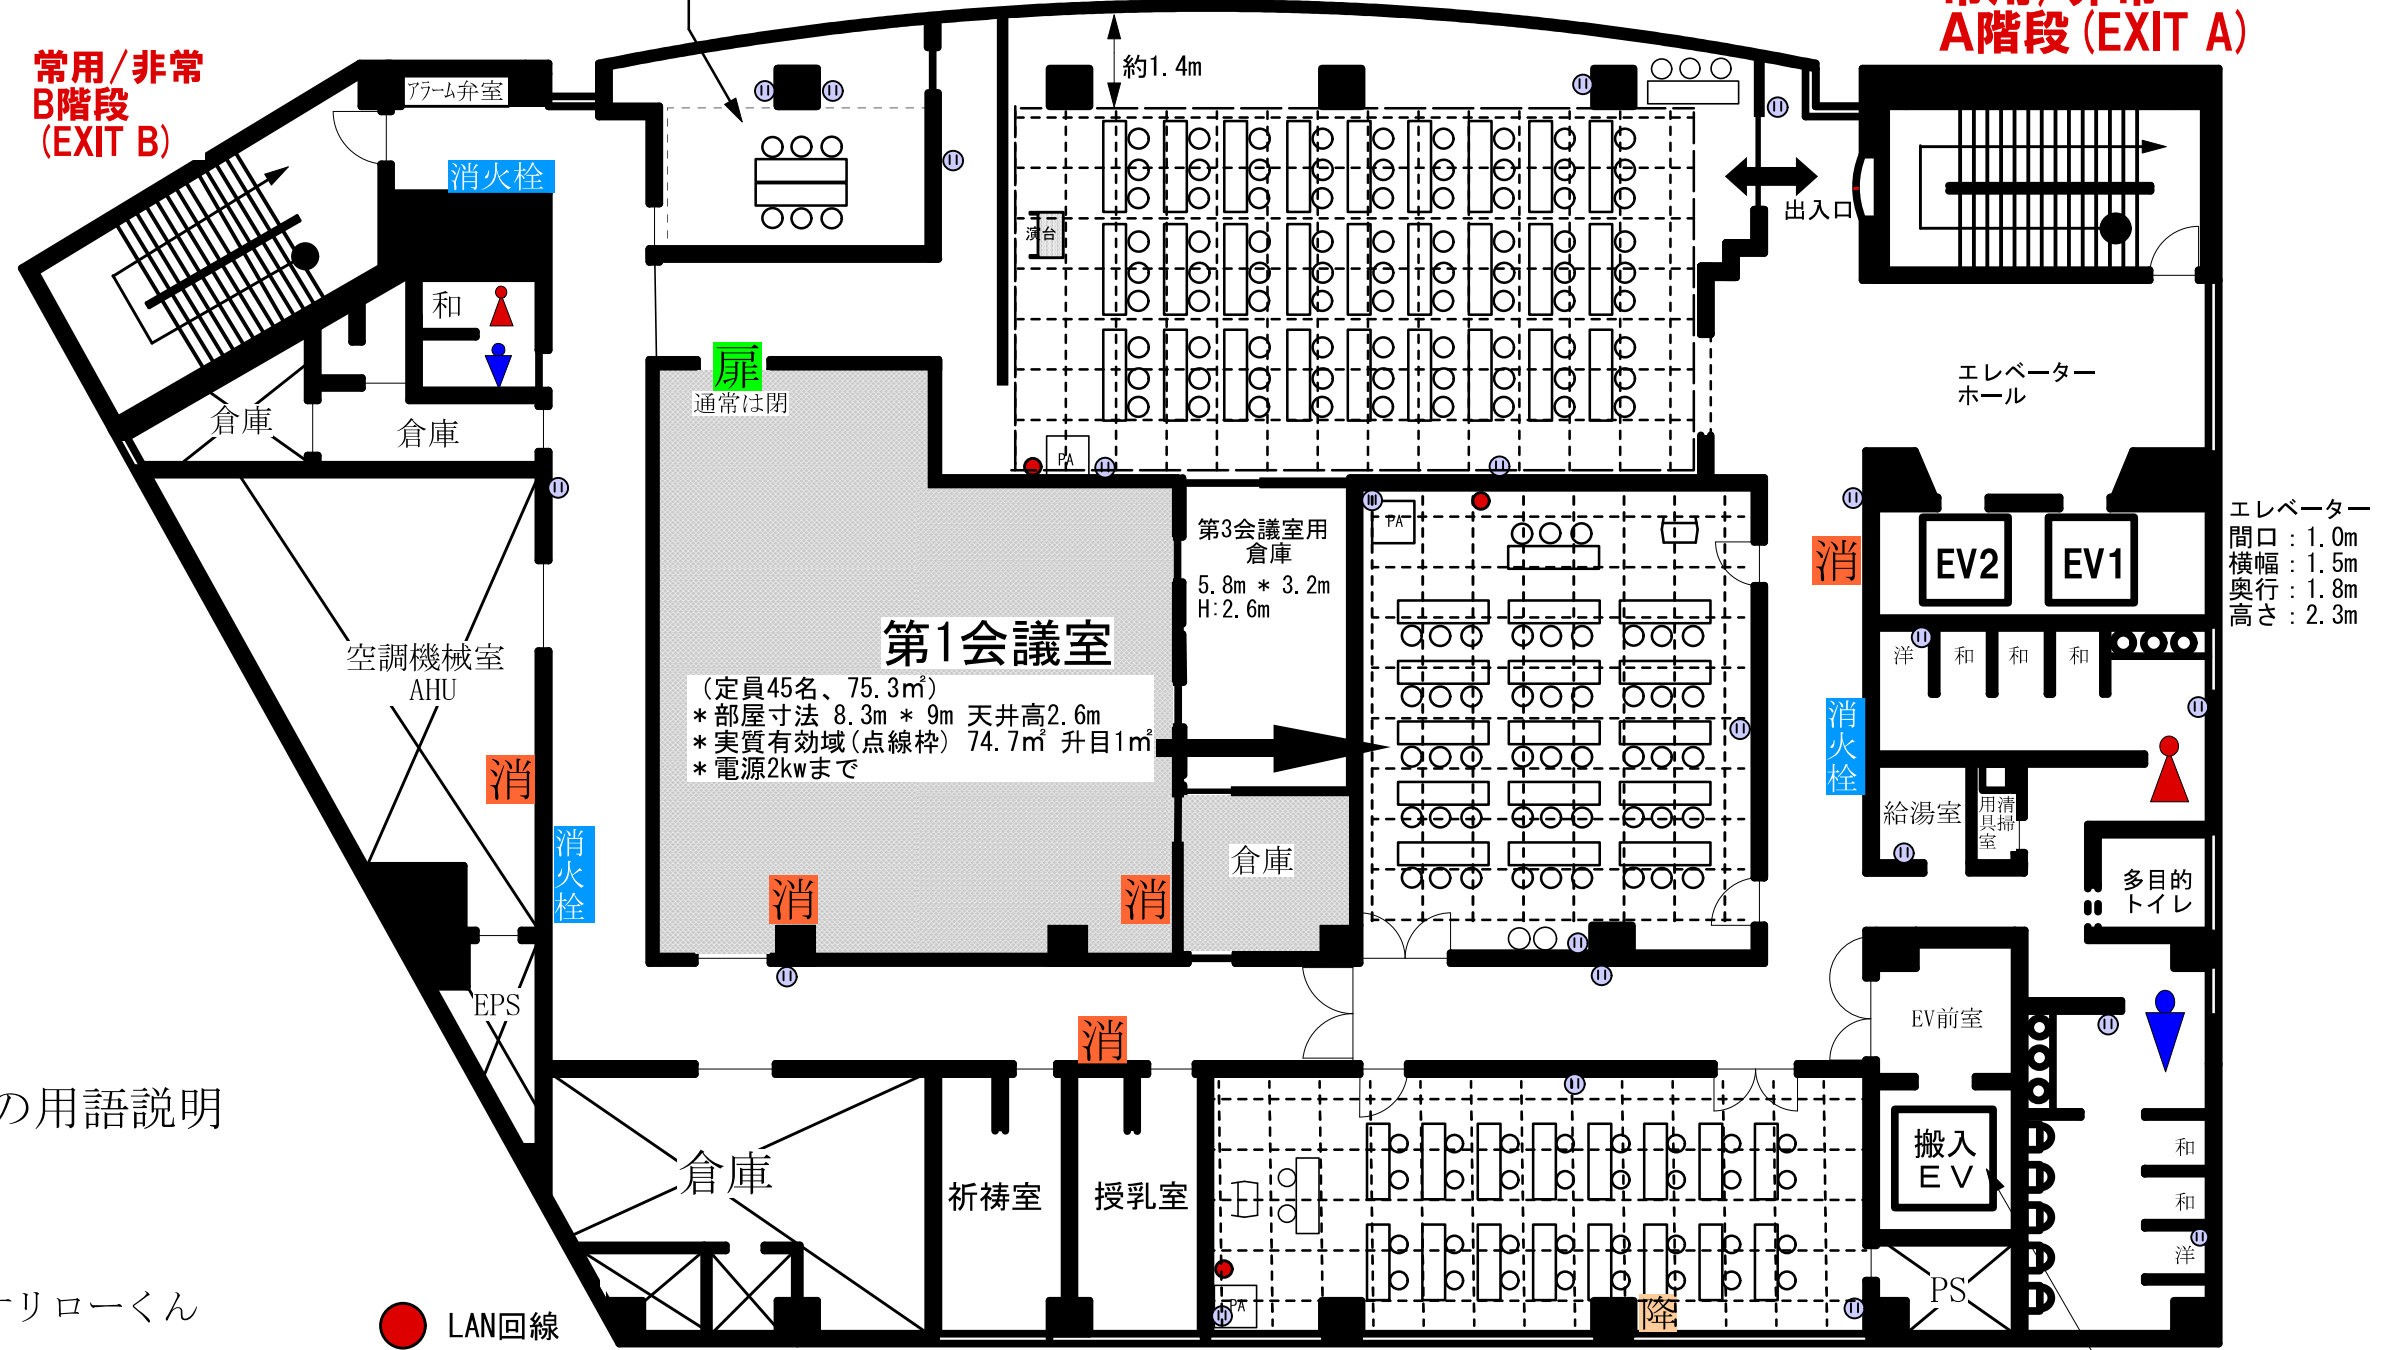 A階段(EXIT A)
常用/非常
B階段
(EXIT B)
アラーム弁室
約1.4m
消火栓
出入口
演台
和
扉
通常は閉
エレベーター
ホール
倉庫
倉庫
PA
第3会議室用
倉庫
5.8m * 3.2m
H:2.6m
PA
消
EV2
EV1
エレベーター
間口：1.0m
横幅：1.5m
奥行：1.8m
高さ：2.3m
第1会議室
(定員45名、75.3㎡)
*部屋寸法 8.3m * 9m 天井高2.6m
*実質有効域(点線枠) 74.7㎡ 升目1㎡
*電源2kwまで
空調機械室
AHU
洋
和
和
和
消
消火栓
消火栓
給湯室
清掃
用具室
消
消
倉庫
多目的
トイレ
EPS
EV前室
消
の用語説明
倉庫
祈祷室
授乳室
搬入
EV
和
和
洋
PS
PA
降
ナリローくん
LAN回線